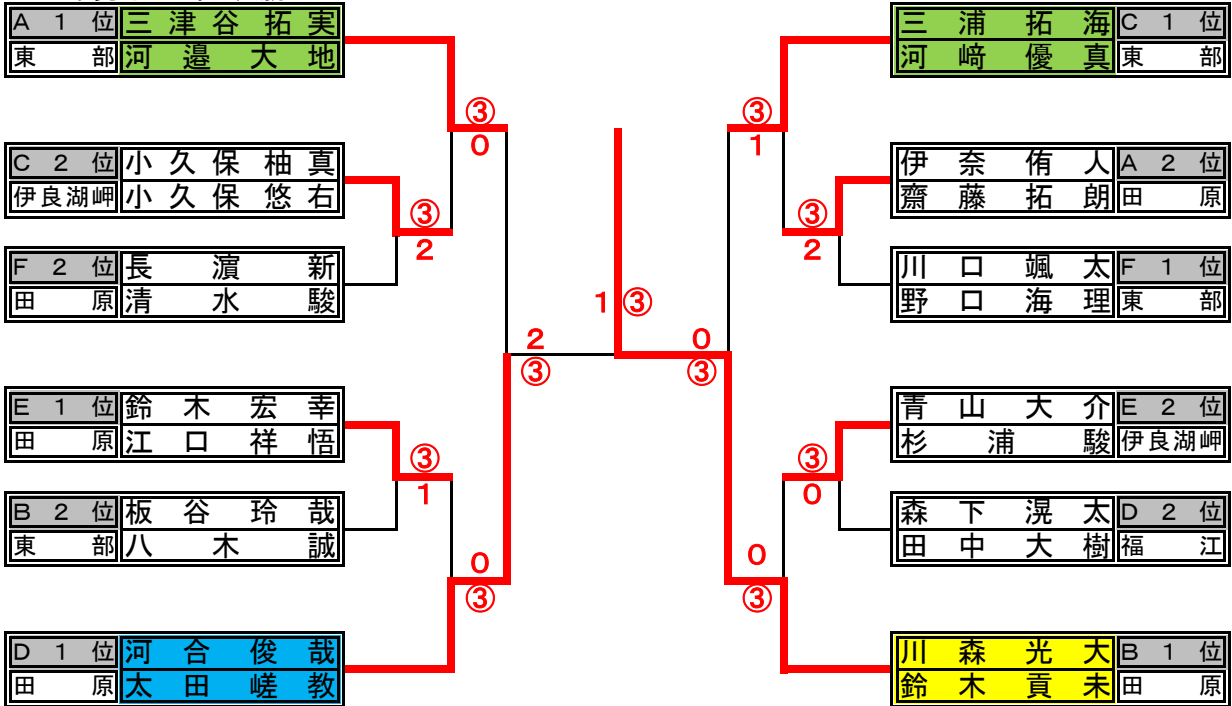 A 1 位 三津谷拓実
東部 河邉大地
C 2 位 小久保柚真
伊良湖岬 小久保悠右
F 2 位 長濵新
田原 清水駿
E 1 位 鈴木宏幸
田原 江口祥悟
B 2 位 板谷玲哉
東部 八木誠
D 1 位 河合俊哉
田原 太田嵯教
③
0
③
2
③
1
0
③
2
③
1 ③
0
③
③
1
③
2
③
0
0
③
三浦拓海 C 1 位
河﨑優真 東部
伊奈侑人 A 2 位
齋藤拓朗 田原
川口颯太 F 1 位
野口海理 東部
青山大介 E 2 位
杉浦駿 伊良湖岬
森下滉太 D 2 位
田中大樹 福江
川森光大 B 1 位
鈴木貢未 田原